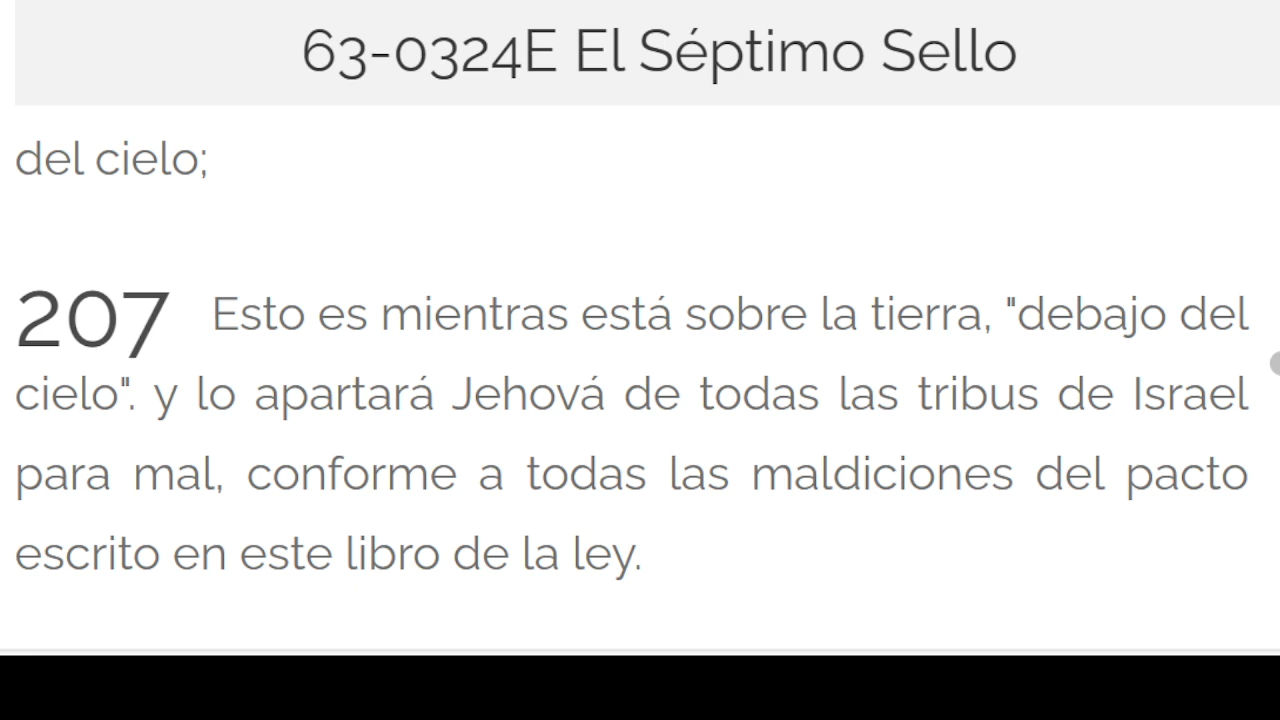 63-0324E El Séptimo Sello
del cielo;
207 Esto es mientras está sobre la tierra, "debajo del
cielo". y lo apartará Jehová de todas las tribus de Israel
para mal, conforme a todas las maldiciones del pacto
escrito en este libro de la ley.